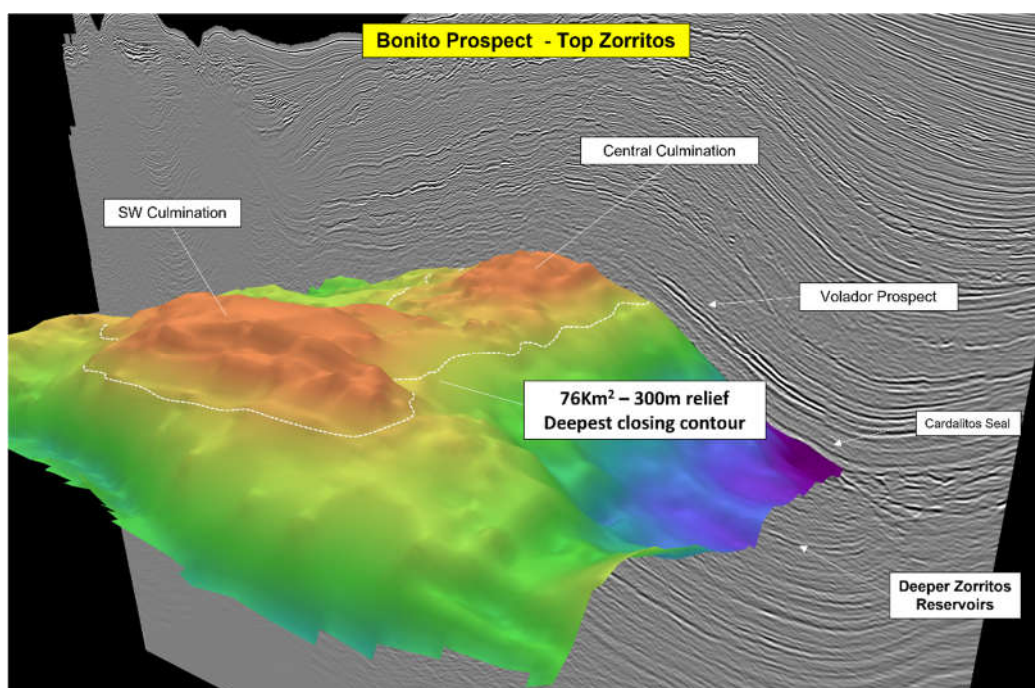 Bonito Prospect - Top Zorritos
Central Culmination
SW Culmination
Volador Prospect
76Km² – 300m relief
Deepest closing contour
Cardalitos Seal
Deeper Zorritos
Reservoirs